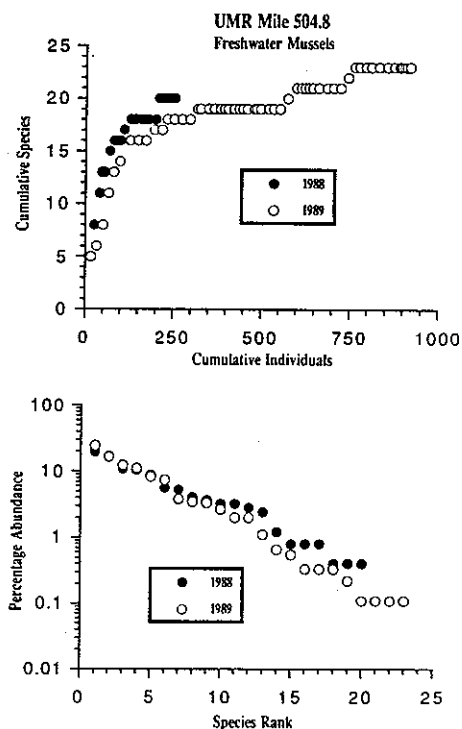 UMR Mile 504.8
Freshwater Mussels
25
20
15
10
5
0
Cumulative Species
1988
1989
0 250 500 750 1000
Cumulative Individuals
100
10
1
0.1
0.01
Percentage Abundance
1988
1989
0 5 10 15 20 25
Species Rank